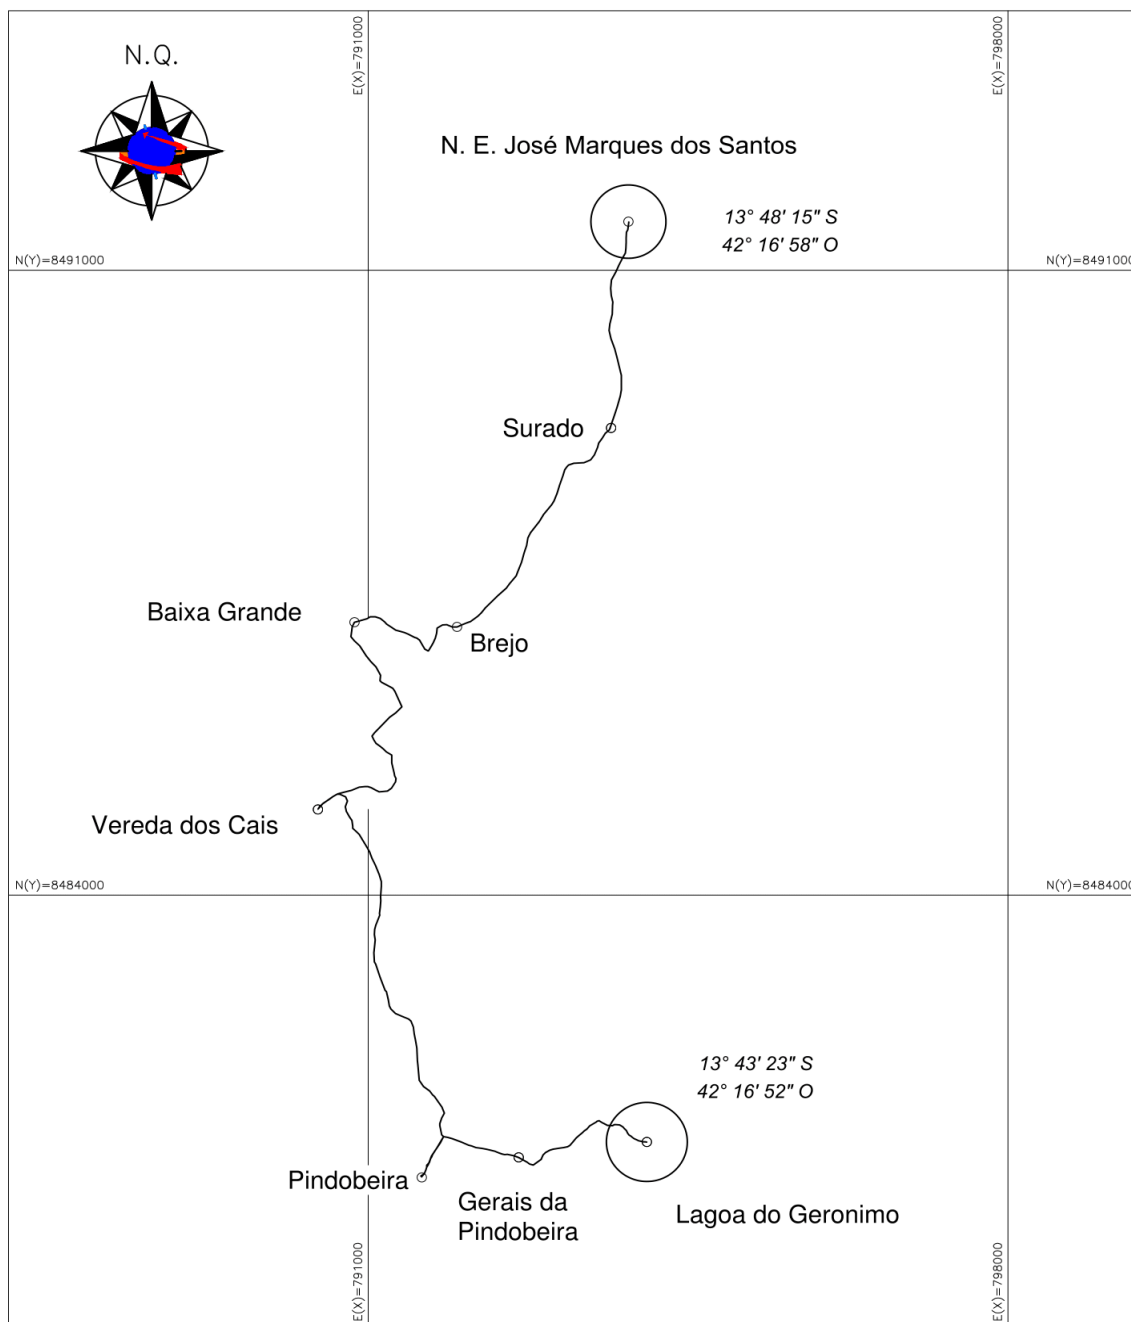 E(X)=791000
E(X)=798000
N.Q.
N. E. José Marques dos Santos
13° 48' 15" S
42° 16' 58" O
N(Y)=8491000
N(Y)=8491000
Surado
Baixa Grande
Brejo
Vereda dos Cais
N(Y)=8484000
N(Y)=8484000
13° 43' 23" S
42° 16' 52" O
Pindobeira
Gerais da
Pindobeira
Lagoa do Geronimo
E(X)=791000
E(X)=798000